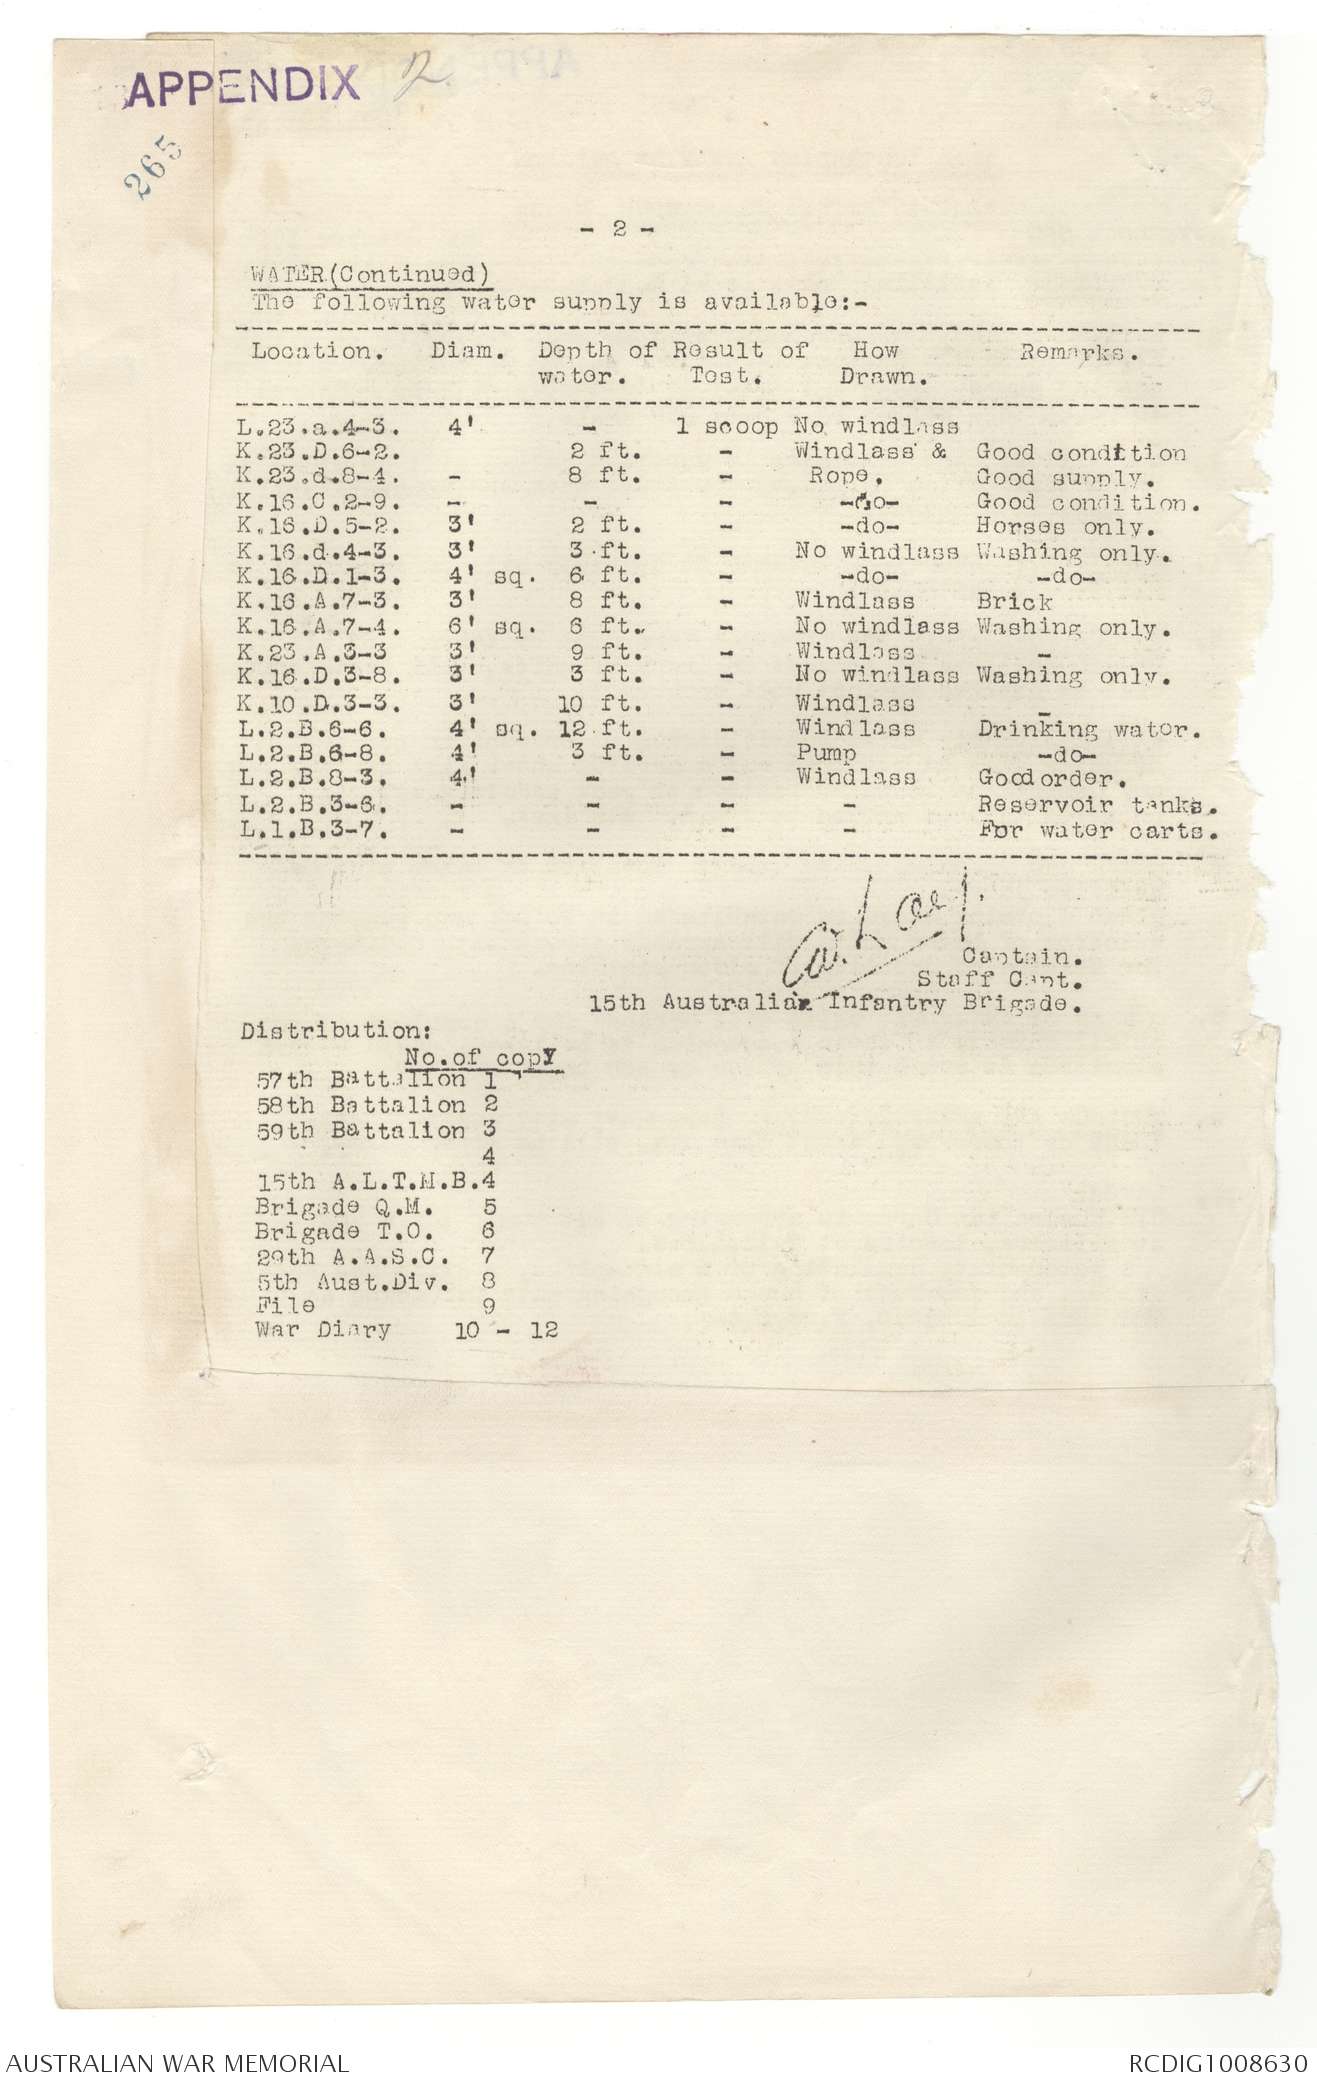 APPENDIX
265
- 2 -
WATER(Continued)
The following water supply is available:-
Location. Diam. Depth of Result of How Remarks.
water. Test. Drawn.
L.23.a.4-3. 4' - 1 scoop No windlass
K.23.D.6-2. 2 ft. - Windlass & Good condition
K.23.d.8-4. - 8 ft. - Rope. Good supply.
K.16.C.2-9. - - - -do- Good condition.
K.16.D.5-2. 3' 2 ft. - -do- Horses only.
K.16.d.4-3. 3' 3 ft. - No windlass Washing only.
K.16.D.1-3. 4' sq. 6 ft. - -do- -do-
K.16.A.7-3. 3' 8 ft. - Windlass Brick
K.16.A.7-4. 6' sq. 6 ft. - No windlass Washing only.
K.23.A.3-3 3' 9 ft. - Windlass -
K.16.D.3-8. 3' 3 ft. - No windlass Washing only.
K.10.D.3-3. 3' 10 ft. - Windlass -
L.2.B.6-6. 4' sq. 12 ft. - Windlass Drinking water.
L.2.B.6-8. 4' 3 ft. - Pump -do-
L.2.B.8-3. 4' - - Windlass Good order.
L.2.B.3-6. - - - - Reservoir tanks.
L.1.B.3-7. - - - - For water carts.
Captain.
Staff Capt.
15th Australian Infantry Brigade.
Distribution:
No.of copy
57th Battalion 1
58th Battalion 2
59th Battalion 3
4
15th A.L.T.M.B.4
Brigade Q.M. 5
Brigade T.O. 6
29th A.A.S.C. 7
5th Aust.Div. 8
File 9
War Diary 10 - 12
AUSTRALIAN WAR MEMORIAL
RCDIG1008630